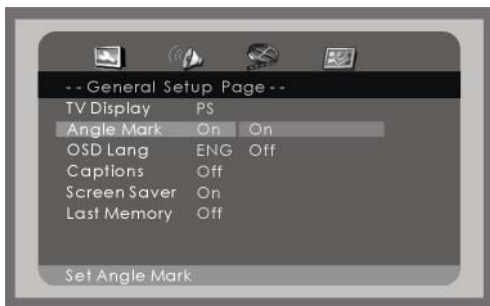 - - General Setup Page - -
TV Display PS
Angle Mark On On
OSD Lang ENG Off
Captions Off
Screen Saver On
Last Memory Off
Set Angle Mark